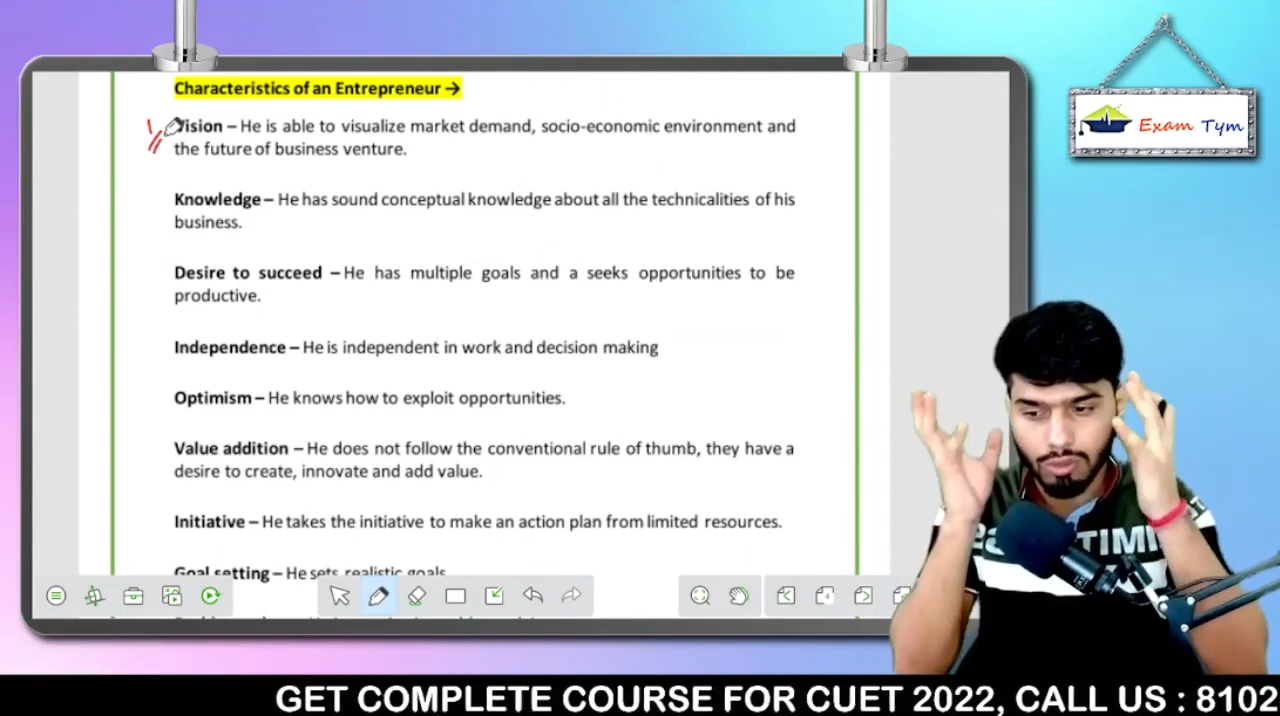 Characteristics of an Entrepreneur →
Vision – He is able to visualize market demand, socio-economic environment and
the future of business venture.
Knowledge – He has sound conceptual knowledge about all the technicalities of his
business.
Desire to succeed – He has multiple goals and a seeks opportunities to be
productive.
Independence – He is independent in work and decision making
Optimism – He knows how to exploit opportunities.
Value addition – He does not follow the conventional rule of thumb, they have a
desire to create, innovate and add value.
Initiative – He takes the initiative to make an action plan from limited resources.
Goal setting – He sets realistic goals
Exam Tym
GET COMPLETE COURSE FOR CUET 2022, CALL US : 8102